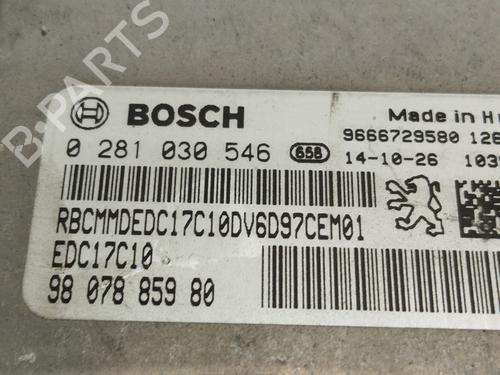 BOSCH
Made in
9666729580
0 281 030 546 658 14-10-26
RBCMMDEDC17C10DV6D97CEM01
EDC17C10
98 078 859 80
B-PARTS